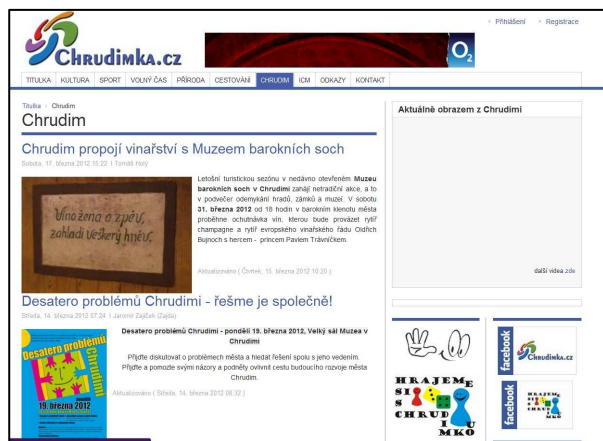 Přihlášení
Registrace
CHRUDIMKA.CZ
O2
TITULKA KULTURA SPORT VOLNÝ ČAS PŘÍRODA CESTOVÁNÍ CHRUDIM ICM ODKAZY KONTAKT
Titulka Chrudim
Chrudim
Chrudim propojí vinařství s Muzeem barokních soch
Sobota, 17. března 2012 15:22 | Tomáš Holý
Víno žena a zpěv,
zahladí veškerý hněv.
Letošní turistickou sezónu v nedávno otevřeném Muzeu
barokních soch v Chrudimi zahájí netradiční akce, a to
v podvečer odemykání hradů, zámků a muzeí. V sobotu
31. března 2012 od 18 hodin v barokním klenotu města
proběhne ochutnávka vín, kterou bude provázet rytíř
champagne a rytíř evropského vinařského řádu Oldřich
Bujnoch s hercem - princem Pavlem Trávníčkem.
Aktualizováno ( Čtvrtek, 15. března 2012 10:20 )
Desatero problémů Chrudimi - řešme je společně!
Středa, 14. března 2012 07:24 | Jaromír Zajíček (Zajda)
Desatero problémů
Chrudimi
19. března 2012
Desatero problémů Chrudimi - pondělí 19. března 2012, Velký sál Muzea v
Chrudimi
Přijďte diskutovat o problémech města a hledat řešení spolu s jeho vedením.
Přijďte a pomozte svými názory a podněty ovlivnit cestu budoucího rozvoje města
Chrudim.
Aktualizováno ( Středa, 14. března 2012 08:32 )
Aktuálně obrazem z Chrudimi
další videa zde
HRAJEME
SI
S
CHRUDI
MKO
facebook
CHRUDIMKA.CZ
facebook
HRAJEME
SI
S
CHRUDI
MKO